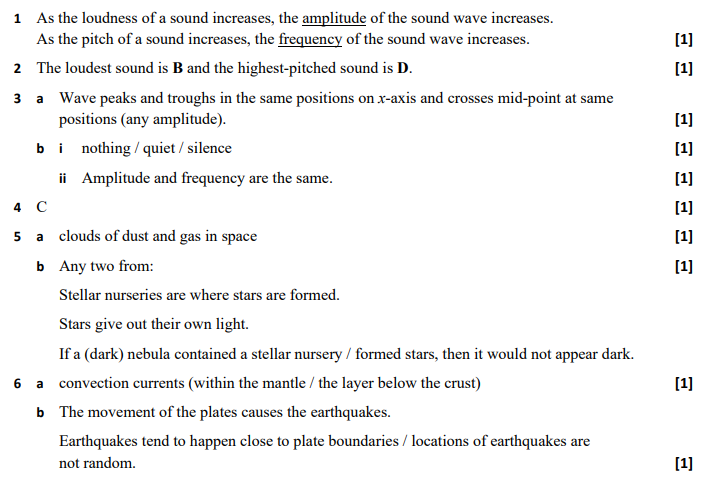 1 As the loudness of a sound increases, the amplitude of the sound wave increases.
As the pitch of a sound increases, the frequency of the sound wave increases. [1]
2 The loudest sound is B and the highest-pitched sound is D. [1]
3 a Wave peaks and troughs in the same positions on x-axis and crosses mid-point at same
positions (any amplitude). [1]
b i nothing / quiet / silence [1]
ii Amplitude and frequency are the same. [1]
4 C [1]
5 a clouds of dust and gas in space [1]
b Any two from: [1]
Stellar nurseries are where stars are formed.
Stars give out their own light.
If a (dark) nebula contained a stellar nursery / formed stars, then it would not appear dark.
6 a convection currents (within the mantle / the layer below the crust) [1]
b The movement of the plates causes the earthquakes.
Earthquakes tend to happen close to plate boundaries / locations of earthquakes are
not random. [1]